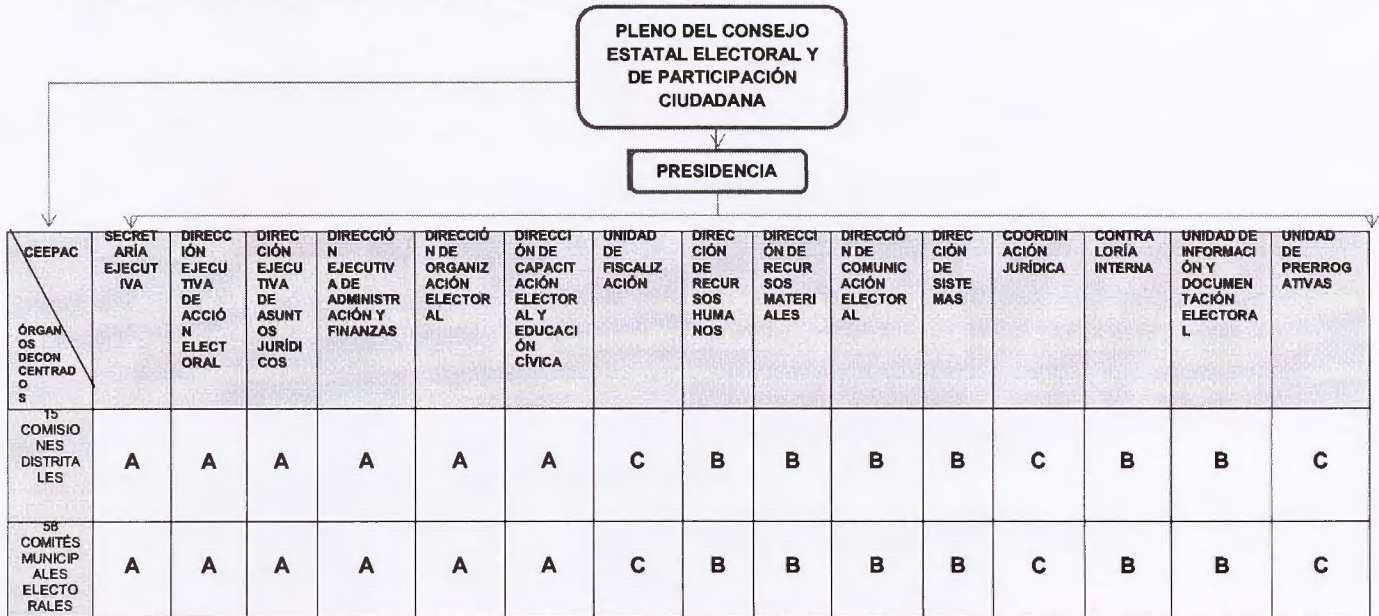 PLENO DEL CONSEJO
ESTATAL ELECTORAL Y
DE PARTICIPACIÓN
CIUDADANA
PRESIDENCIA
CEEPAC
ÓRGAN
OS
DECON
CENTRAD
O
S
SECRET
ARÍA
EJECUT
IVA
DIRECC
IÓN
EJECU
TIVA
DE
ACCIÓ
N
ELECT
ORAL
DIREC
CIÓN
EJECU
TIVA
DE
ASUNT
OS
JURÍDI
COS
DIRECCIÓ
N
EJECUTIV
A DE
ADMINISTR
ACIÓN Y
FINANZAS
DIRECCIÓ
N DE
ORGANIZ
ACIÓN
ELECTOR
AL
DIRECCI
ÓN DE
CAPACIT
ACIÓN
ELECTOR
AL Y
EDUCACI
ÓN
CÍVICA
UNIDAD
DE
FISCALIZ
ACIÓN
DIREC
CIÓN
DE
RECUR
SOS
HUMA
NOS
DIRECCI
ÓN DE
RECUR
SOS
MATERI
ALES
DIRECCIÓ
N DE
COMUNIC
ACIÓN
ELECTOR
AL
DIREC
CIÓN
DE
SISTE
MAS
COORDIN
ACIÓN
JURÍDICA
CONTRA
LORÍA
INTERNA
UNIDAD DE
INFORMACI
ÓN Y
DOCUMEN
TACIÓN
ELECTORA
L
UNIDAD
DE
PRERROG
ATIVAS
15
COMISIO
NES
DISTRITA
LES
A A A A A A C B B B B C B B C
58
COMITÉS
MUNICIP
ALES
ELECTO
RALES
A A A A A A C B B B B C B B C